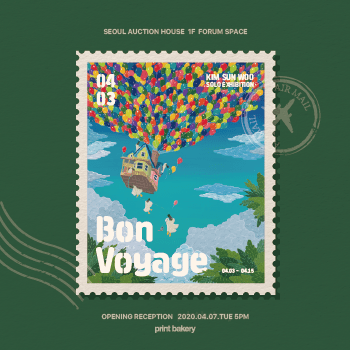 SEOUL AUCTION HOUSE 1F FORUM SPACE
04
03
KIM SUN WOO
SOLO EXHIBITION
AIR MAIL
Bon
Voyage
04.03 - 04.15
OPENING RECEPTION 2020.04.07.TUE 5PM
print bakery